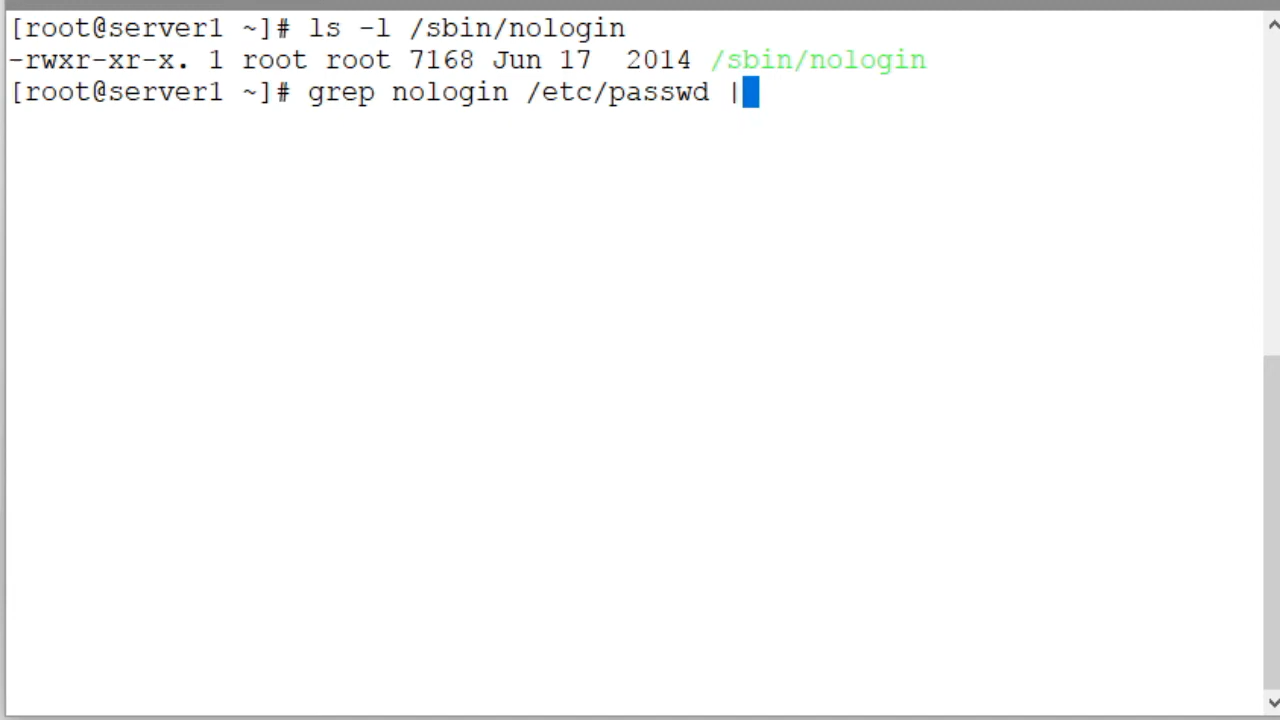 [root@server1 ~]# ls -l /sbin/nologin
-rwxr-xr-x. 1 root root 7168 Jun 17  2014 /sbin/nologin
[root@server1 ~]# grep nologin /etc/passwd |